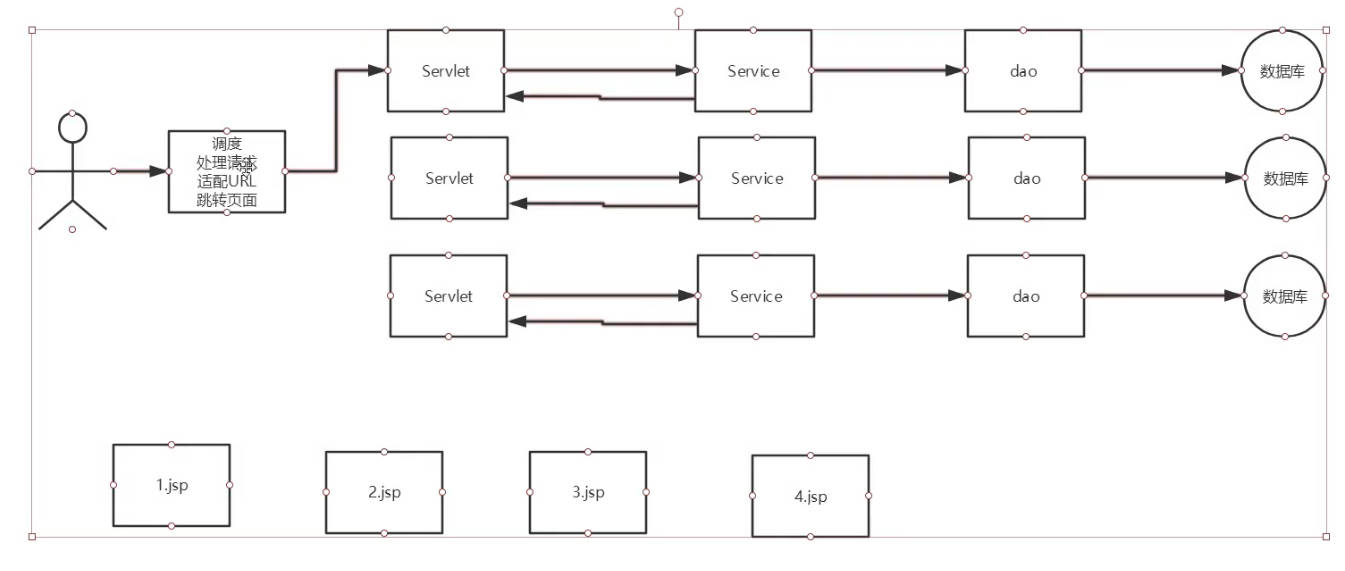 Servlet
Service
dao
数据库
调度
处理请求
适配URL
跳转页面
Servlet
Service
dao
数据库
Servlet
Service
dao
数据库
1.jsp
2.jsp
3.jsp
4.jsp